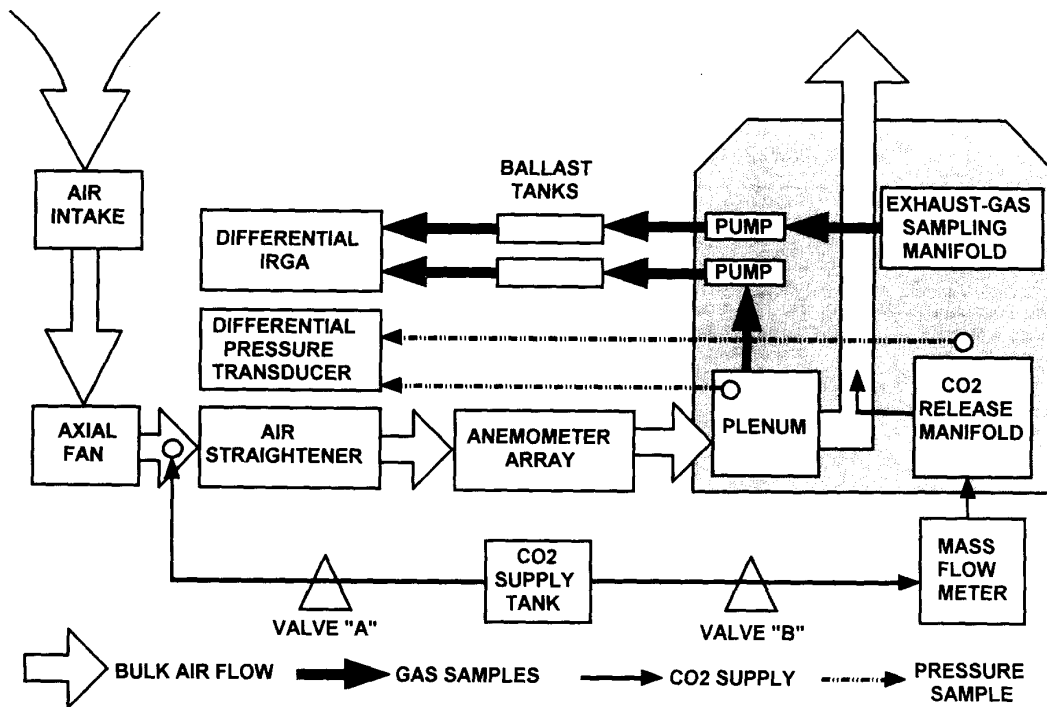 AIR
INTAKE
BALLAST
TANKS
DIFFERENTIAL
IRGA
PUMP
PUMP
EXHAUST-GAS
SAMPLING
MANIFOLD
DIFFERENTIAL
PRESSURE
TRANSDUCER
AXIAL
FAN
AIR
STRAIGHTENER
ANEMOMETER
ARRAY
PLENUM
CO2
RELEASE
MANIFOLD
CO2
SUPPLY
TANK
MASS
FLOW
METER
VALVE "A"
VALVE "B"
BULK AIR FLOW
GAS SAMPLES
CO2 SUPPLY
PRESSURE
SAMPLE